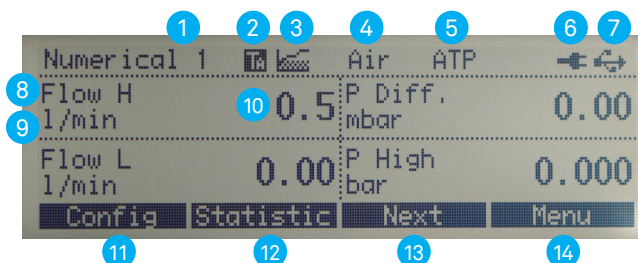 1 2 3 4 5 6 7
Numerical 1 TA Air ATP
8 Flow H 10 0.5 P Diff. 0.00
9 l/min mbar
Flow L 0.00 P High 0.000
l/min bar
Config Statistic Next Menu
11 12 13 14